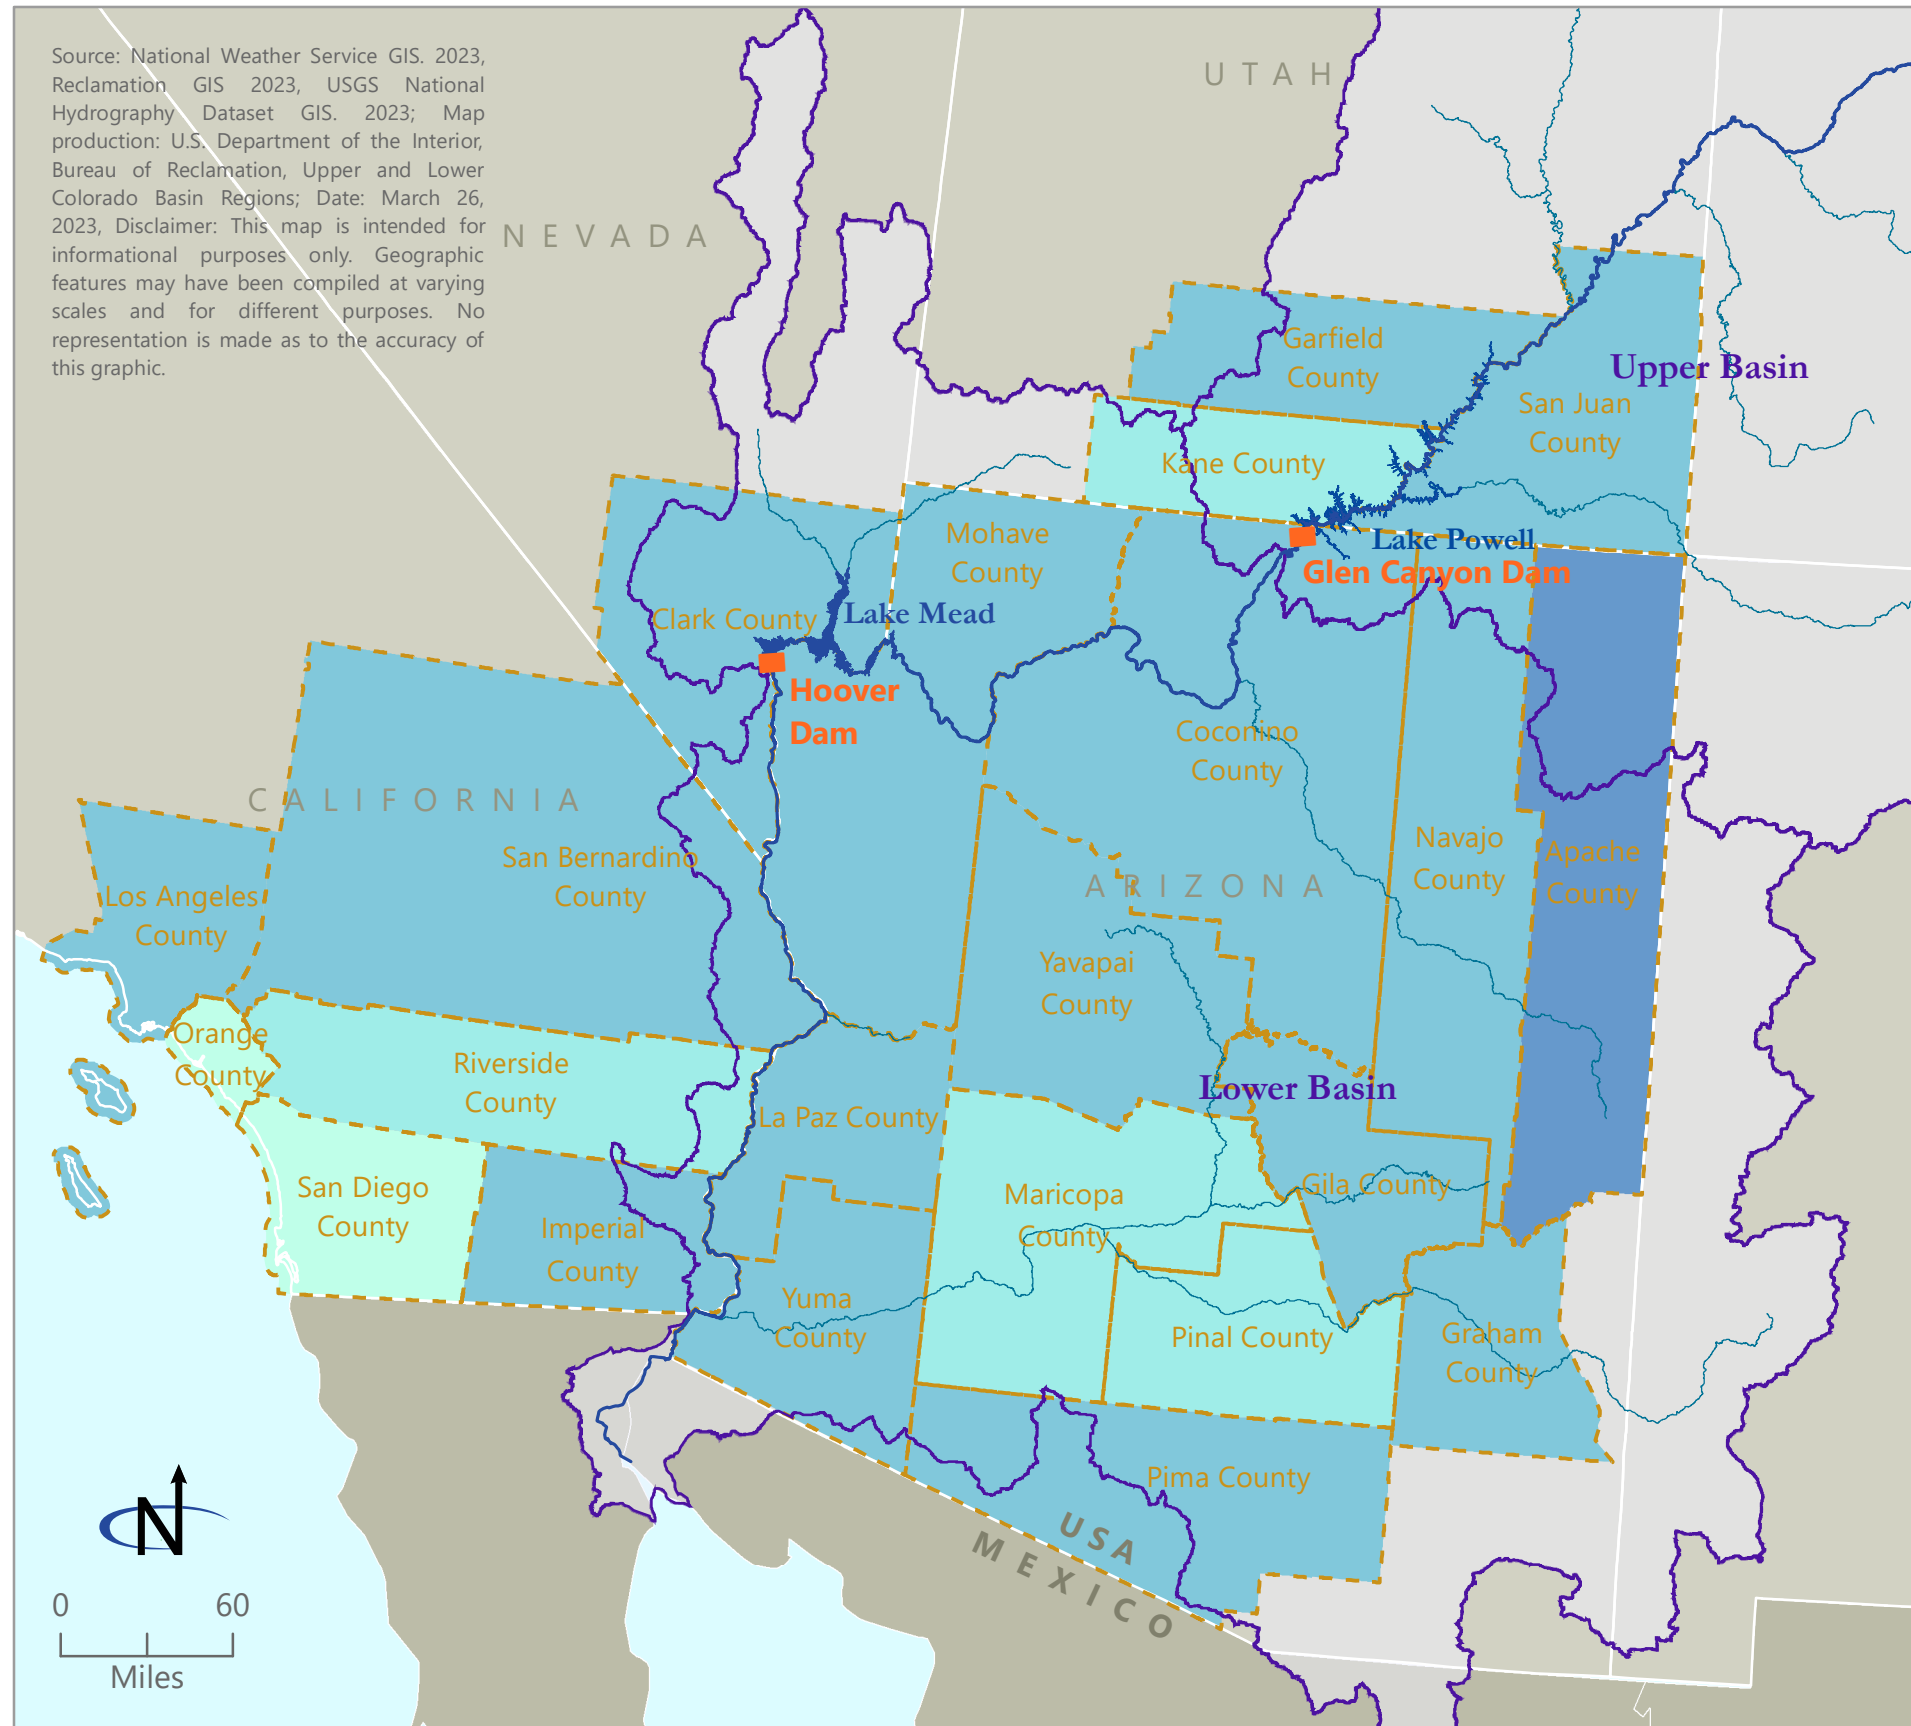 Source: National Weather Service GIS. 2023,
Reclamation GIS 2023, USGS National
Hydrography Dataset GIS. 2023; Map
production: U.S. Department of the Interior,
Bureau of Reclamation, Upper and Lower
Colorado Basin Regions; Date: March 26,
2023, Disclaimer: This map is intended for
informational purposes only. Geographic
features may have been compiled at varying
scales and for different purposes. No
representation is made as to the accuracy of
this graphic.
UTAH
NEVADA
Garfield
County
Upper Basin
San Juan
County
Kane County
Mohave
County
Lake Powell
Glen Canyon Dam
Clark County
Lake Mead
Hoover
Dam
Coconino
County
CALIFORNIA
San Bernardino
County
Navajo
County
Apache
County
Los Angeles
County
ARIZONA
Yavapai
County
Orange
County
Riverside
County
Lower Basin
La Paz County
San Diego
County
Maricopa
County
Gila County
Imperial
County
Yuma
County
Pinal County
Graham
County
Pima County
USA
MEXICO
N
0 60
Miles